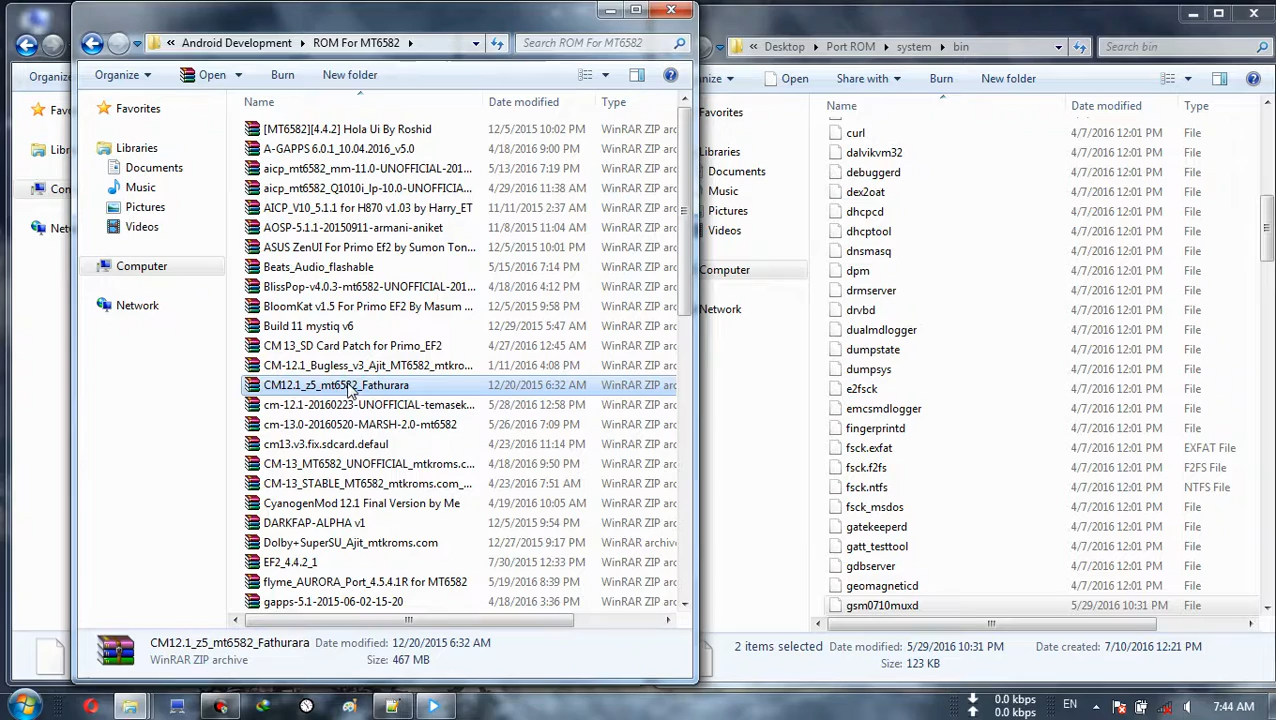 Android Development
ROM For MT6582
Search ROM For MT6582
Desktop
Port ROM
system
bin
Search bin
Organize
Open
Burn
New folder
Open
Share with
Burn
New folder
Favorites
Libraries
Documents
Music
Pictures
Videos
Computer
Network
Name Date modified Type
[MT6582][4.4.2] Hola Ui By Roshid 12/5/2015 10:02 PM WinRAR ZIP arc
A-GAPPS 6.0.1_10.04.2016_v5.0 4/18/2016 9:00 PM WinRAR ZIP arc
aicp_mt6582_mm-11.0-UNOFFICIAL-201... 5/13/2016 7:19 PM WinRAR ZIP arc
aicp_mt6582_Q1010i_lp-10.0-UNOFFICIA... 4/29/2016 11:38 AM WinRAR ZIP arc
AICP_V10_5.1.1 for H870 v1.03 by Harry_ET 11/11/2015 2:37 AM WinRAR ZIP arc
AOSP-5.1.1-20150911-armani-aniket 11/8/2015 11:04 AM WinRAR ZIP arc
ASUS ZenUI For Primo Ef2 by Sumon Ton... 12/5/2015 10:01 PM WinRAR ZIP arc
Beats_Audio_flashable 5/15/2016 7:14 PM WinRAR ZIP arc
BlissPop-v4.0.3-mt6582-UNOFFICIAL-201... 4/18/2016 4:12 PM WinRAR ZIP arc
BloomKat v1.5 For Primo EF2 By Masum ... 12/5/2015 9:58 PM WinRAR ZIP arc
Build 11 mystiq v6 12/29/2015 5:47 AM WinRAR ZIP arc
CM 13_SD Card Patch for Primo_EF2 4/27/2016 12:45 AM WinRAR ZIP arc
CM-12.1_Bugless_v3_Ajit_MT6582_mtkro... 1/11/2016 4:08 PM WinRAR ZIP arc
CM12.1_z5_mt6582_Fathurara 12/20/2015 6:32 AM WinRAR ZIP arc
cm-12.1-20160223-UNOFFICIAL-temasek... 5/28/2016 12:58 PM WinRAR ZIP arc
cm-13.0-20160520-MARSH-2.0-mt6582 5/26/2016 7:09 PM WinRAR ZIP arc
cm13.v3.fix.sdcard.defaul 4/23/2016 11:14 PM WinRAR ZIP arc
CM-13_MT6582_UNOFFICIAL_mtkroms.c... 4/18/2016 9:50 PM WinRAR ZIP arc
CM-13_STABLE_MT6582_mtkroms.com_... 4/23/2016 7:51 AM WinRAR ZIP arc
CyanogenMod 12.1 Final Version by Me 4/19/2016 10:05 AM WinRAR ZIP arc
DARKFAP-ALPHA v1 12/5/2015 9:54 PM WinRAR ZIP arc
Dolby+SuperSU_Ajit_mtkroms.com 12/27/2015 9:17 PM WinRAR archive
EF2_4.4.2_1 7/30/2015 12:33 PM WinRAR ZIP arc
flyme_AURORA_Port_4.5.4.1R for MT6582 5/19/2016 8:39 PM WinRAR ZIP arc
gapps-5.1-2015-06-02-15-20 4/18/2016 3:36 PM WinRAR ZIP arc
CM12.1_z5_mt6582_Fathurara Date modified: 12/20/2015 6:32 AM
WinRAR ZIP archive Size: 467 MB
Name Date modified Type
curl 4/7/2016 12:01 PM File
dalvikvm32 4/7/2016 12:01 PM File
debuggerd 4/7/2016 12:01 PM File
dex2oat 4/7/2016 12:01 PM File
dhcpcd 4/7/2016 12:01 PM File
dhcptool 4/7/2016 12:01 PM File
dnsmasq 4/7/2016 12:01 PM File
dpm 4/7/2016 12:01 PM File
drmserver 4/7/2016 12:01 PM File
drvbd 4/7/2016 12:01 PM File
dualmdlogger 4/7/2016 12:01 PM File
dumpstate 4/7/2016 12:01 PM File
dumpsys 4/7/2016 12:01 PM File
e2fsck 4/7/2016 12:01 PM File
emcsmdlogger 4/7/2016 12:01 PM File
fingerprintd 4/7/2016 12:01 PM File
fsck.exfat 4/7/2016 12:01 PM EXFAT File
fsck.f2fs 4/7/2016 12:01 PM F2FS File
fsck.ntfs 4/7/2016 12:01 PM NTFS File
fsck_msdos 4/7/2016 12:01 PM File
gatekeeperd 4/7/2016 12:01 PM File
gatt_testtool 4/7/2016 12:01 PM File
gdbserver 4/7/2016 12:01 PM File
geomagneticd 4/7/2016 12:01 PM File
gsm0710muxd 5/29/2016 10:31 PM File
2 items selected Date modified: 5/29/2016 10:31 PM Date created: 7/10/2016 12:21 PM
Size: 123 KB
0.0 kbps
0.0 kbps
EN
7:44 AM